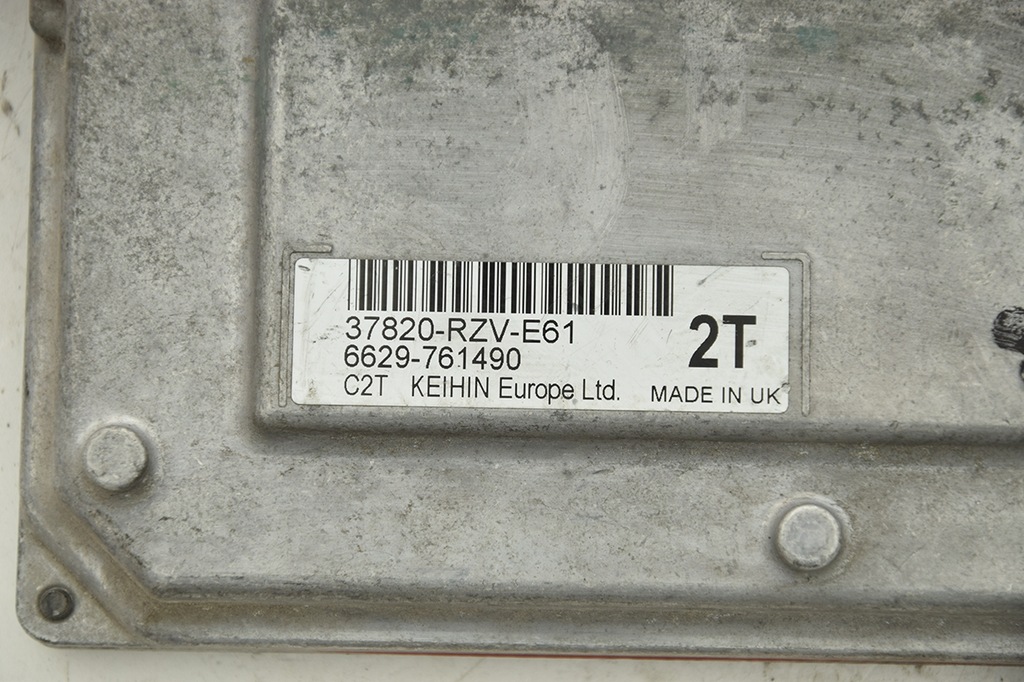 37820-RZV-E61
6629-761490
2T
C2T KEIHIN Europe Ltd. MADE IN UK